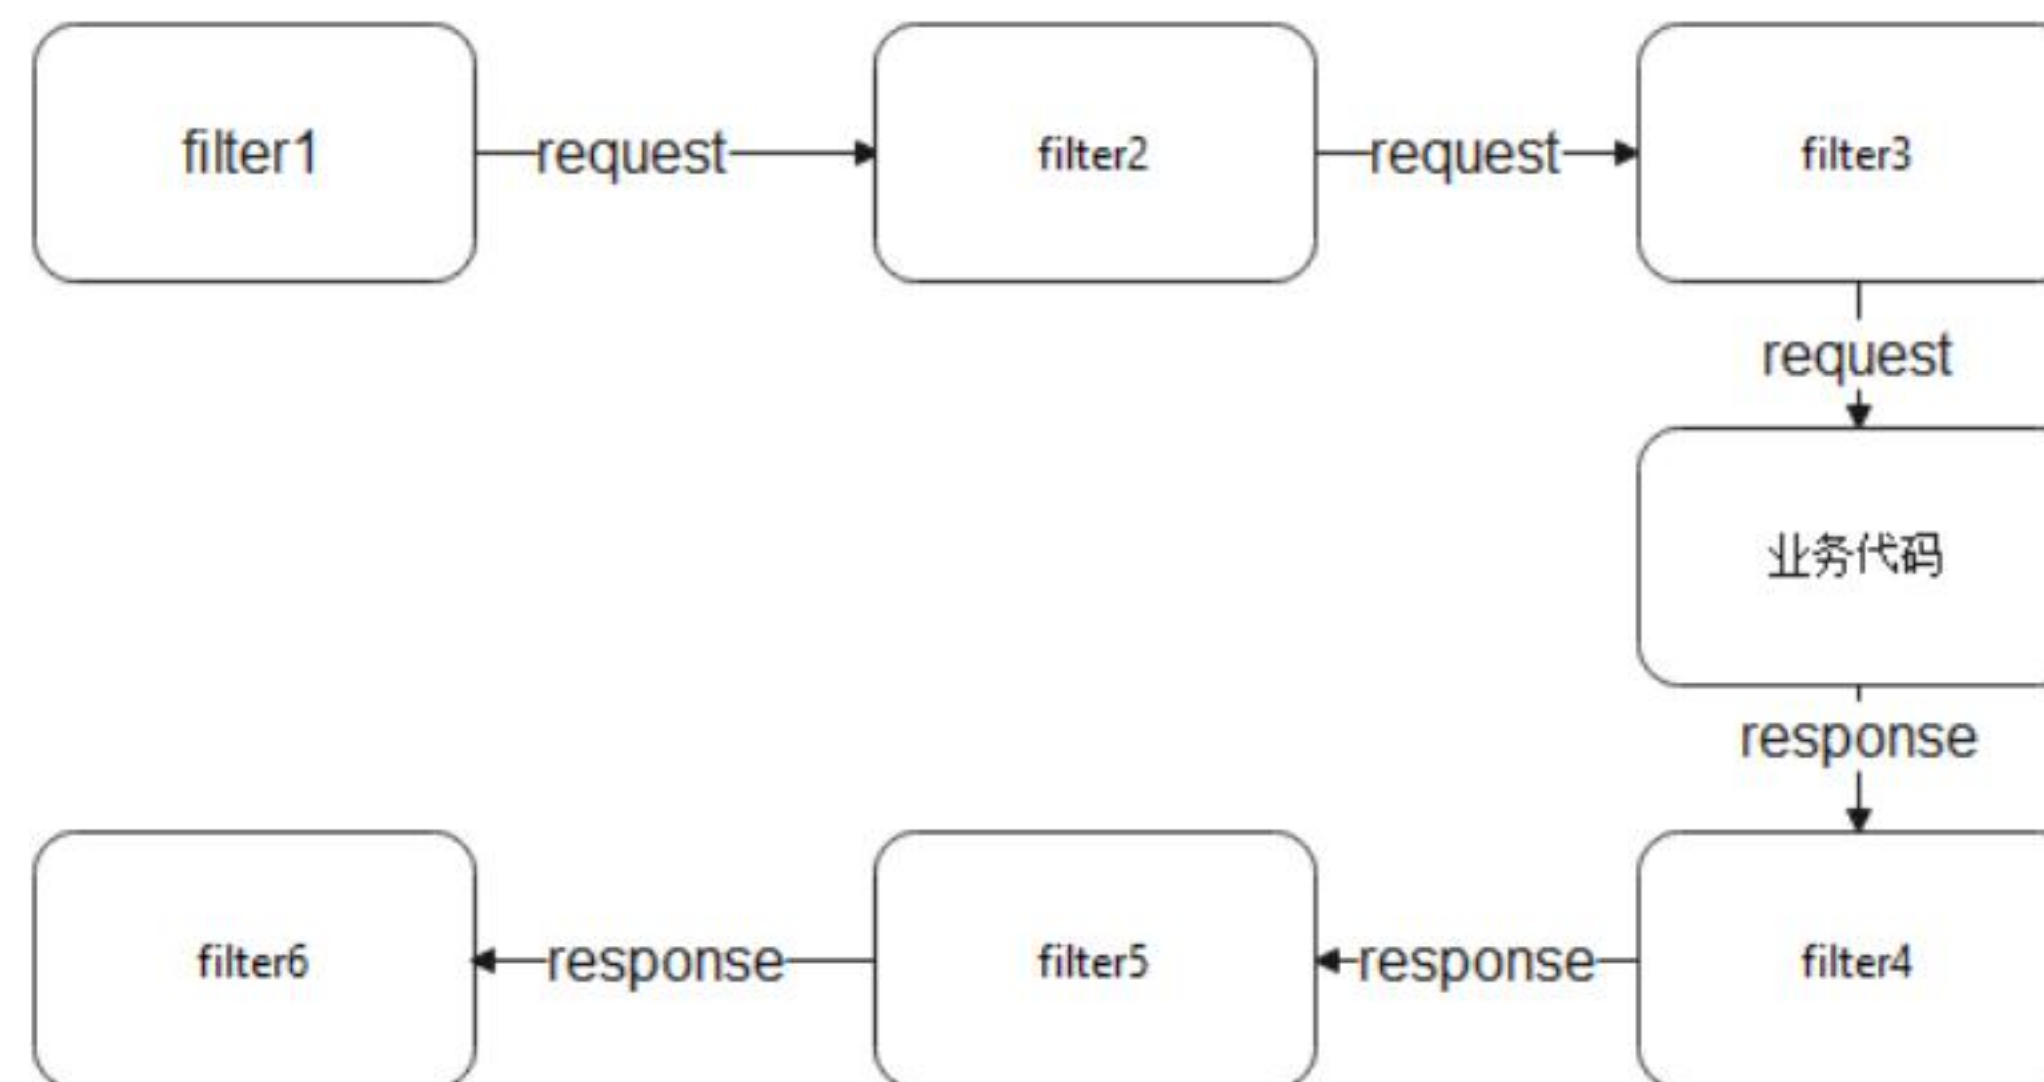 filter1
request
filter2
request
filter3
request
业务代码
response
filter4
response
filter5
response
filter6